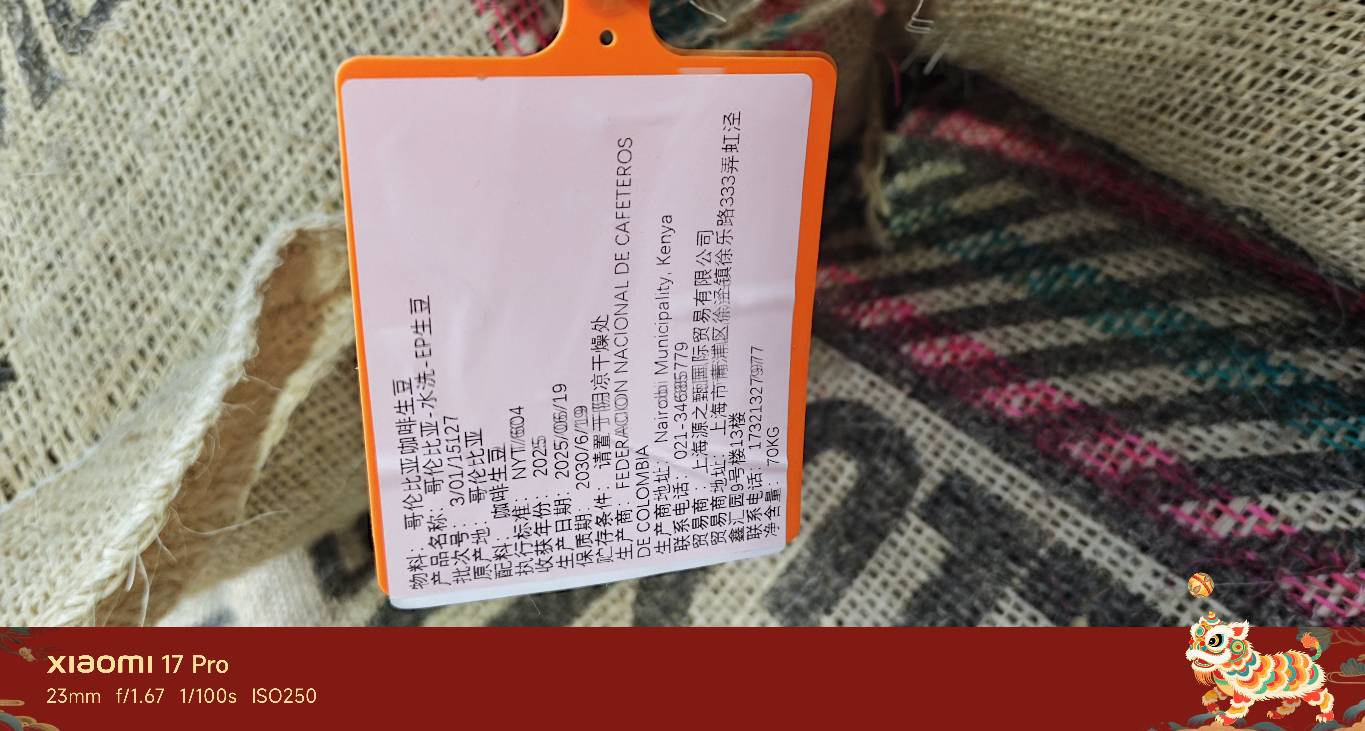 物料： 哥伦比亚咖啡生豆
产品名称： 哥伦比亚-水洗-EP生豆
批次号： 3/01/15127
原产地： 哥伦比亚
配料： 咖啡生豆
执行标准：
收获年份： 2025
生产日期： 2025/06/19
保质期： 2030/6/19
贮存条件： 请置于阴凉干燥处
生产商： FEDERACION NACIONAL DE CAFETEROS
DE COLOMBIA
生产商地址： Nairobi Municipality, Kenya
联系电话： 021-34685779
贸易商： 上海源之甄国际贸易有限公司
贸易商地址： 上海市青浦区徐泾镇徐乐路333弄虹泾
鑫汇园9号楼13楼
联系电话：
净含量： 70KG
xiaomi 17 Pro
23mm f/1.67 1/100s ISO250